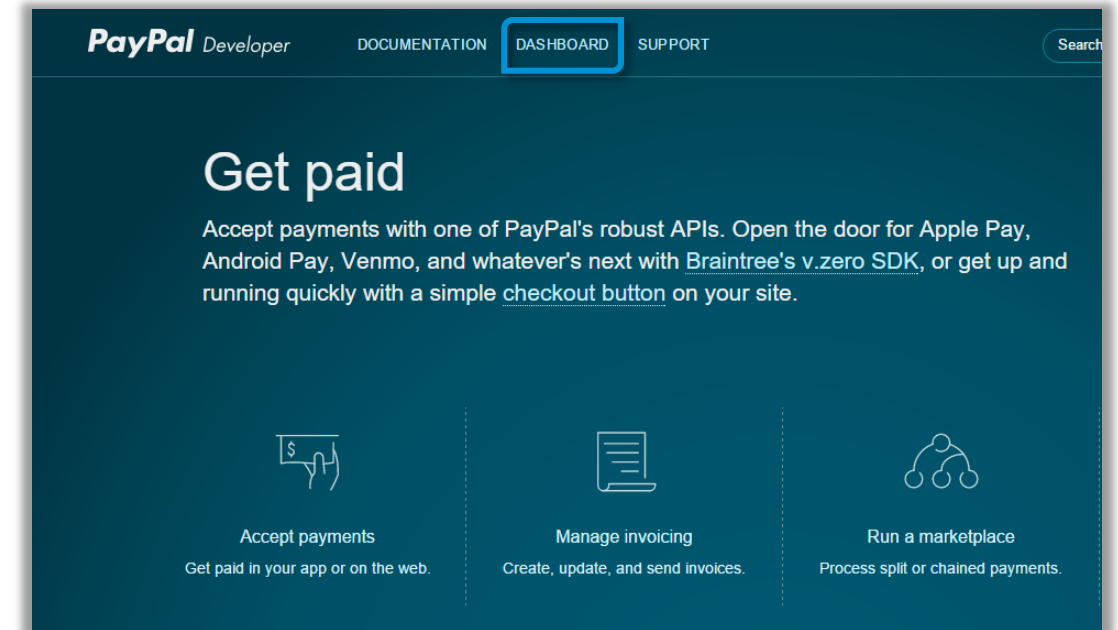 PayPal Developer DOCUMENTATION DASHBOARD SUPPORT Search
Get paid
Accept payments with one of PayPal's robust APIs. Open the door for Apple Pay,
Android Pay, Venmo, and whatever's next with Braintree's v.zero SDK, or get up and
running quickly with a simple checkout button on your site.
$
Accept payments
Get paid in your app or on the web.
Manage invoicing
Create, update, and send invoices.
Run a marketplace
Process split or chained payments.